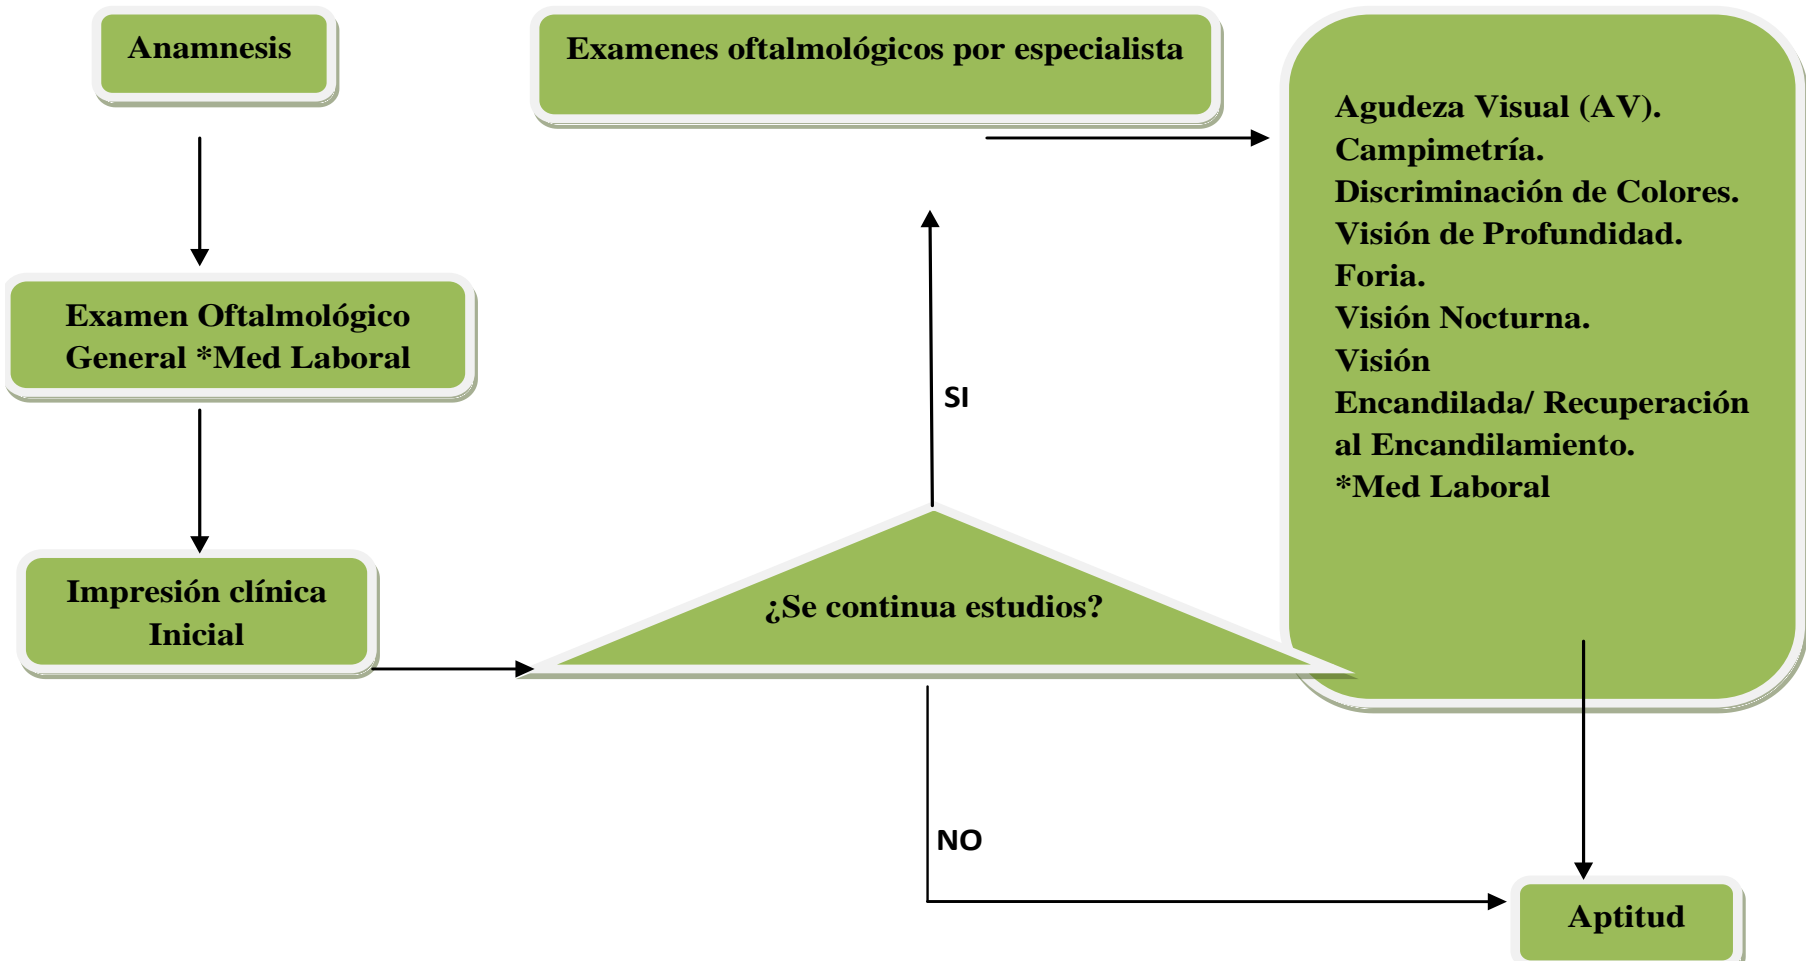 Anamnesis
Examen Oftalmológico
General *Med Laboral
Impresión clínica
Inicial
¿Se continua estudios?
SI
Examenes oftalmológicos por especialista
Agudeza Visual (AV).
Campimetría.
Discriminación de Colores.
Visión de Profundidad.
Foria.
Visión Nocturna.
Visión
Encandilada/ Recuperación
al Encandilamiento.
*Med Laboral
NO
Aptitud